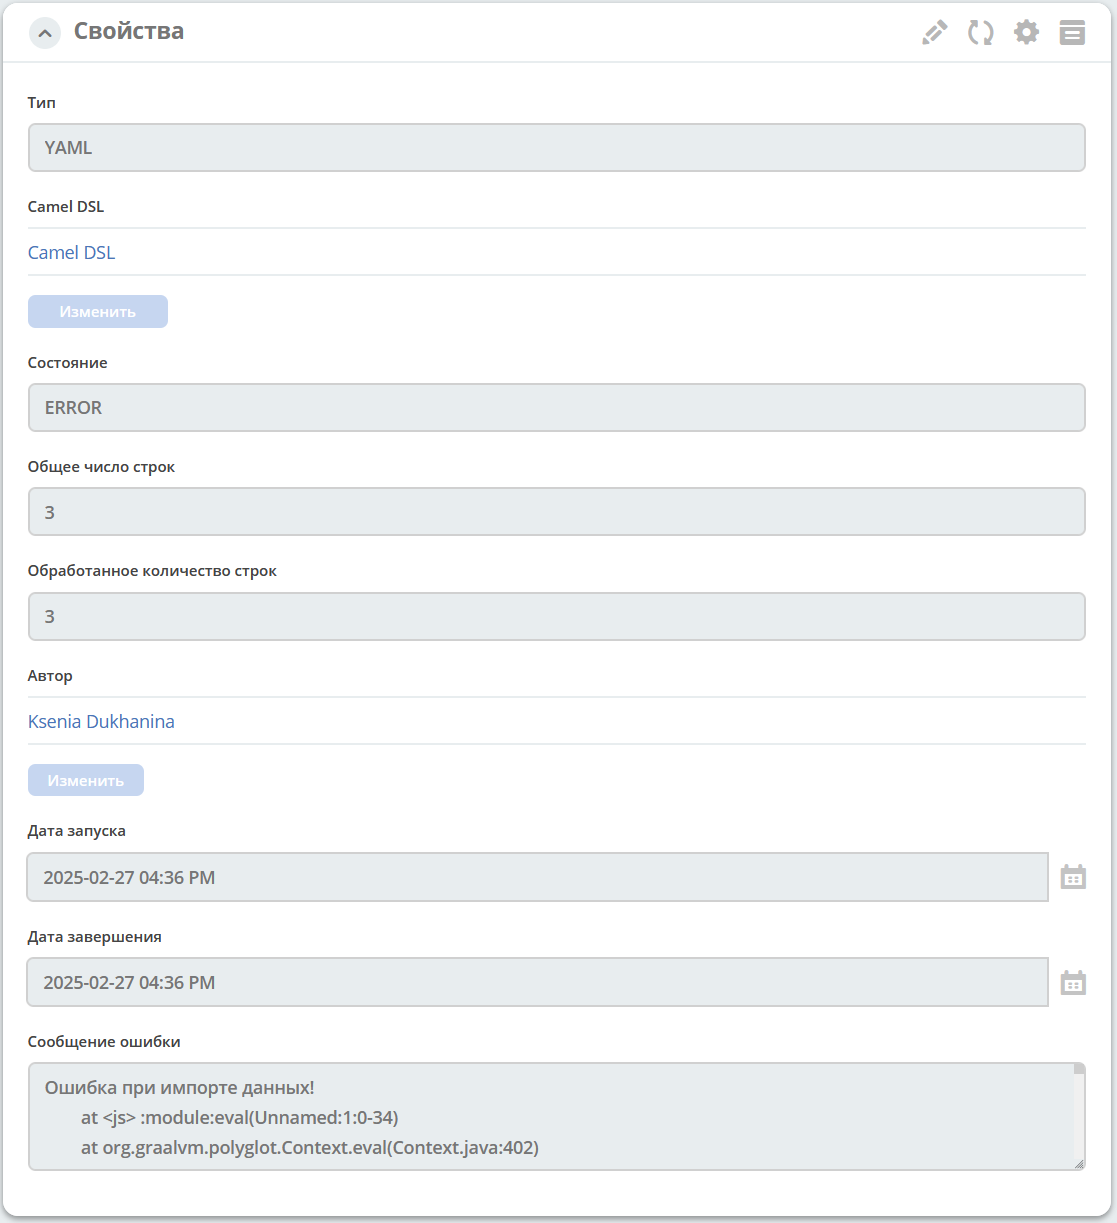 Свойства
Тип
YAML
Camel DSL
Camel DSL
Изменить
Состояние
ERROR
Общее число строк
3
Обработанное количество строк
3
Автор
Ksenia Dukhanina
Изменить
Дата запуска
2025-02-27 04:36 PM
Дата завершения
2025-02-27 04:36 PM
Сообщение ошибки
Ошибка при импорте данных!
at <js> :module:eval(Unnamed:1:0-34)
at org.graalvm.polyglot.Context.eval(Context.java:402)